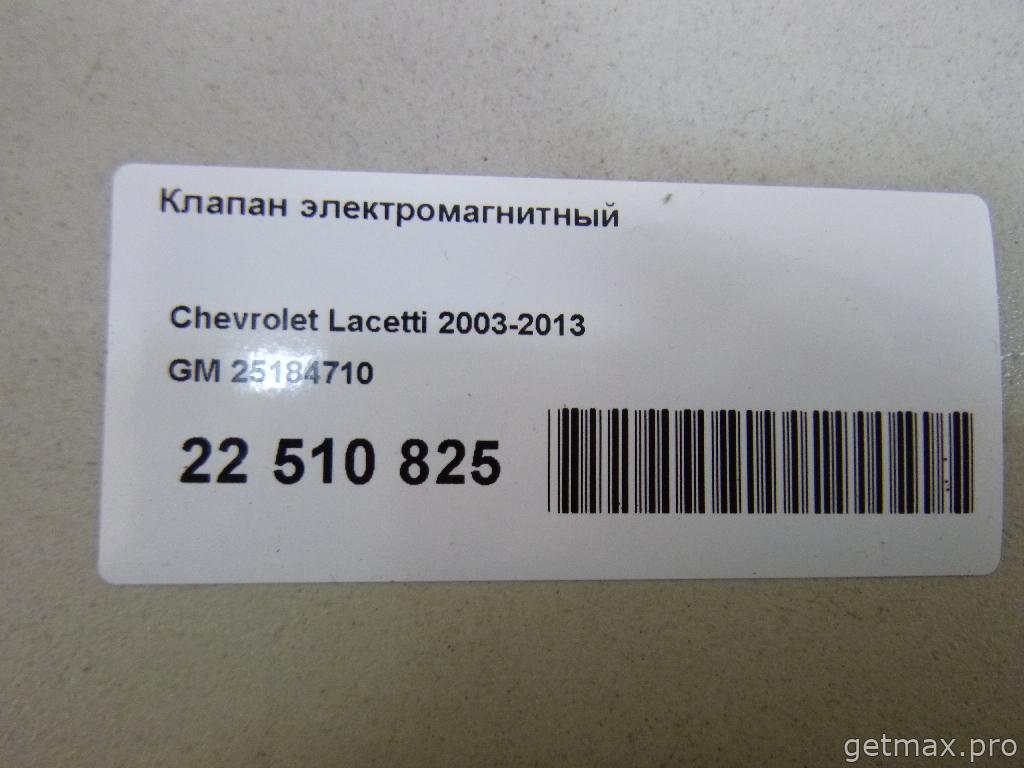 Клапан электромагнитный
Chevrolet Lacetti 2003-2013
GM 25184710
22 510 825
getmax.pro